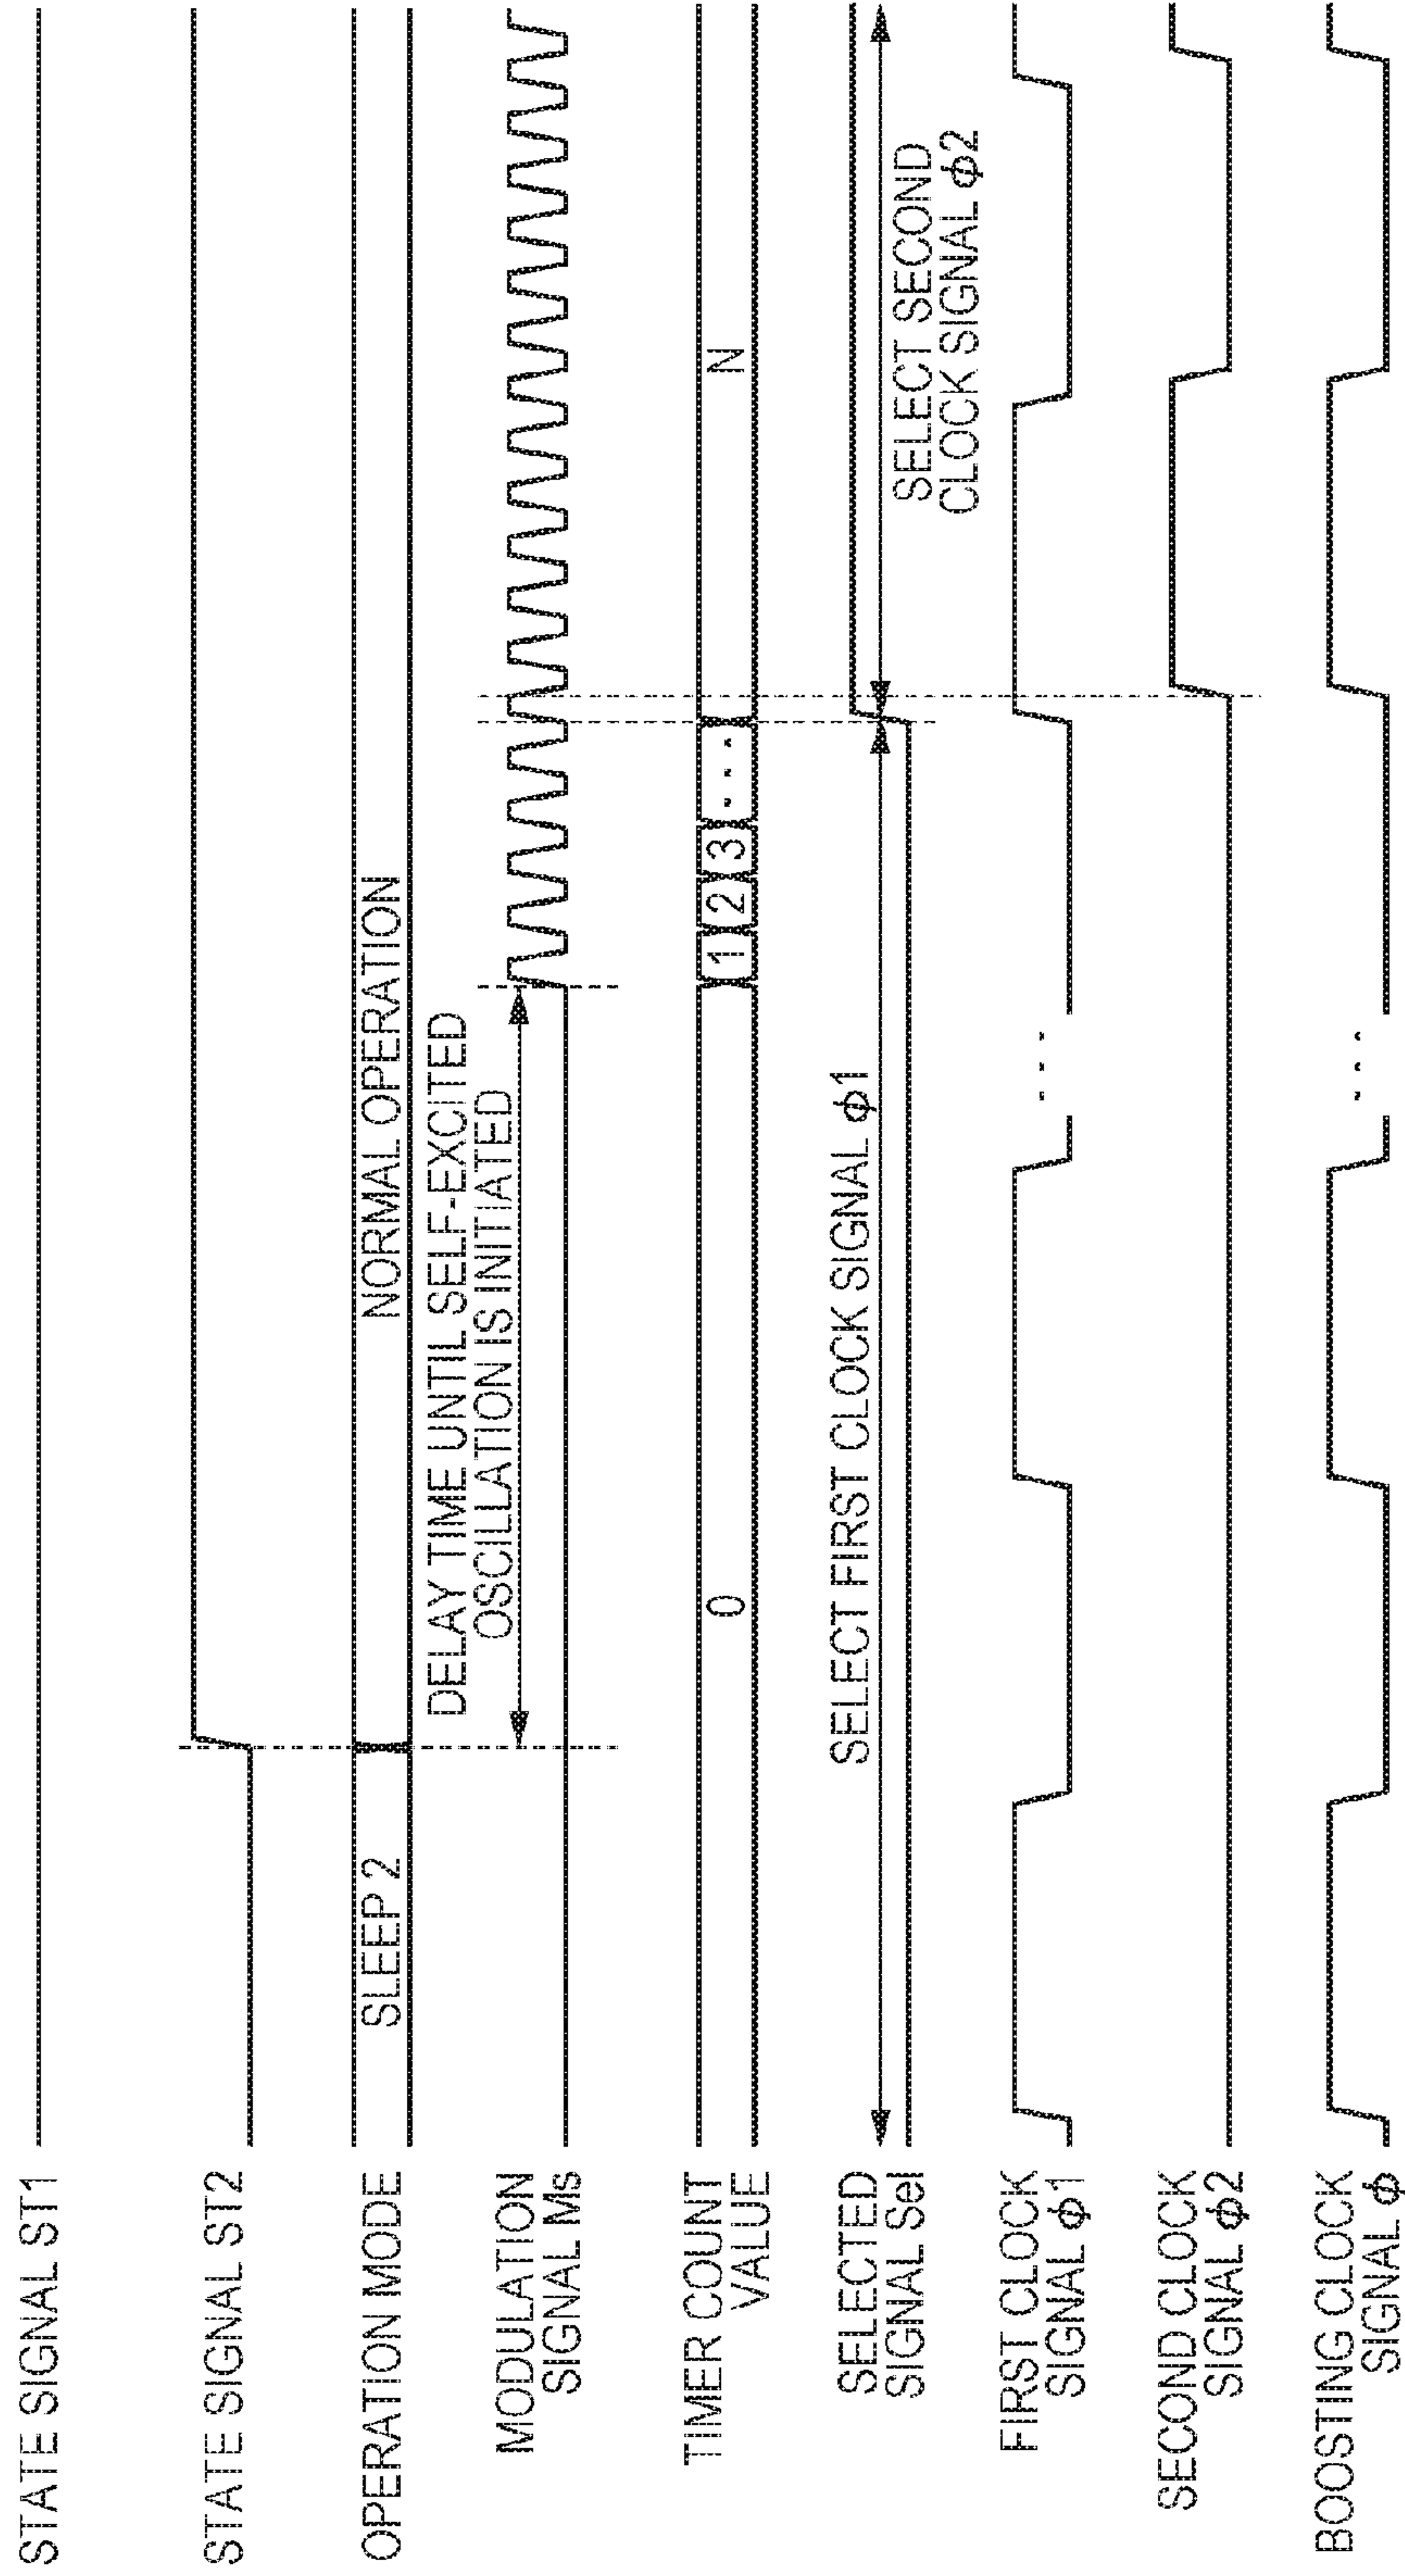 STATE SIGNAL ST1
STATE SIGNAL ST2
OPERATION MODE
SLEEP 2
NORMAL OPERATION
MODULATION
SIGNAL Ms
DELAY TIME UNTIL SELF-EXCITED
OSCILLATION IS INITIATED
TIMER COUNT
VALUE
0
1
2
3
...
N
SELECTED
SIGNAL Sel
SELECT FIRST CLOCK SIGNAL ϕ1
SELECT SECOND
CLOCK SIGNAL ϕ2
FIRST CLOCK
SIGNAL ϕ1
...
SECOND CLOCK
SIGNAL ϕ2
BOOSTING CLOCK
SIGNAL ϕ
...